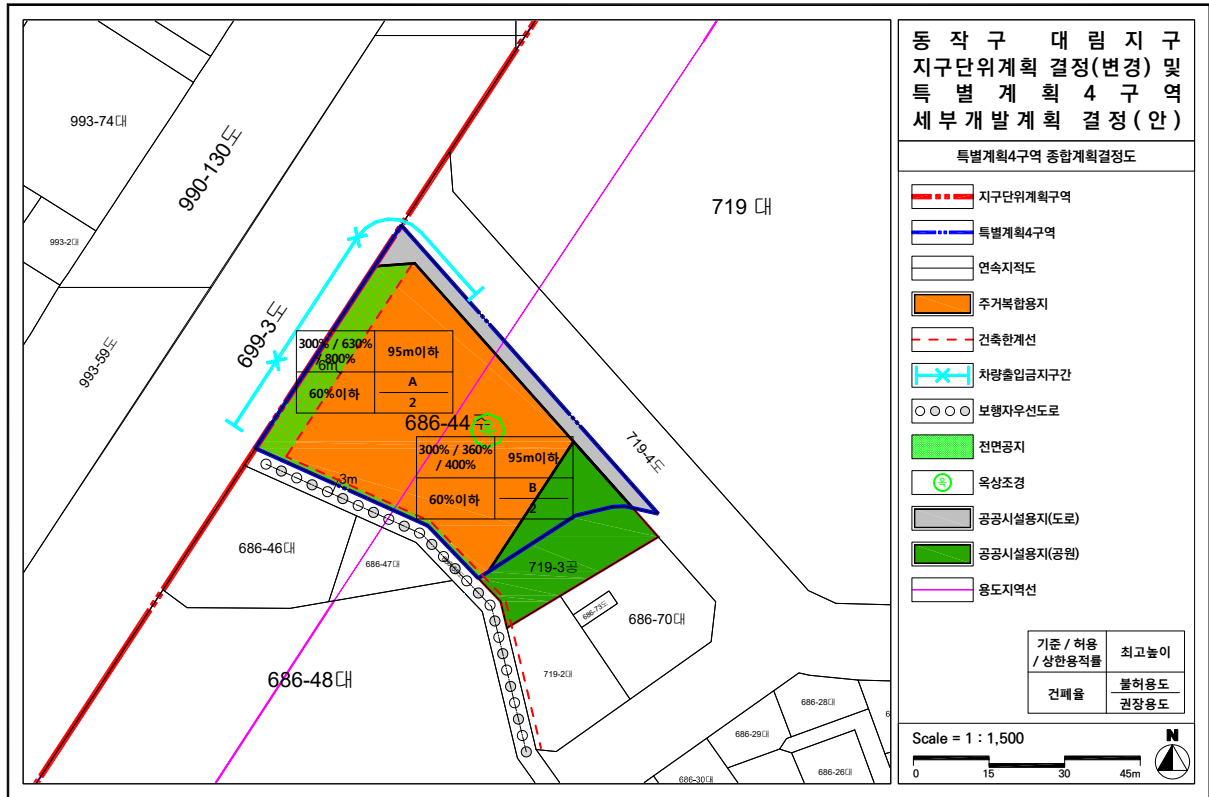 993-74대
990-130도
993-2대
719 대
993-59도
699-3도
300% / 630%
/ 800%
95m이하
6m
60%이하
A
2
686-44주
300% / 360%
/ 400%
95m이하
60%이하
B
2
719-4도
3m
686-46대
686-47대
719-3공
686-73도
686-70대
719-2대
686-48대
686-28대
686-29대
686-26대
686-30대
동작구 대림지구
지구단위계획 결정(변경) 및
특별계획4구역
세부개발계획 결정(안)
특별계획4구역 종합계획결정도
지구단위계획구역
특별계획4구역
연속지적도
주거복합용지
건축한계선
차량출입금지구간
보행자우선도로
전면공지
옥 옥상조경
공공시설용지(도로)
공공시설용지(공원)
용도지역선
기준 / 허용
/ 상한용적률
최고높이
건폐율
불허용도
권장용도
Scale = 1 : 1,500
N
0 15 30 45m